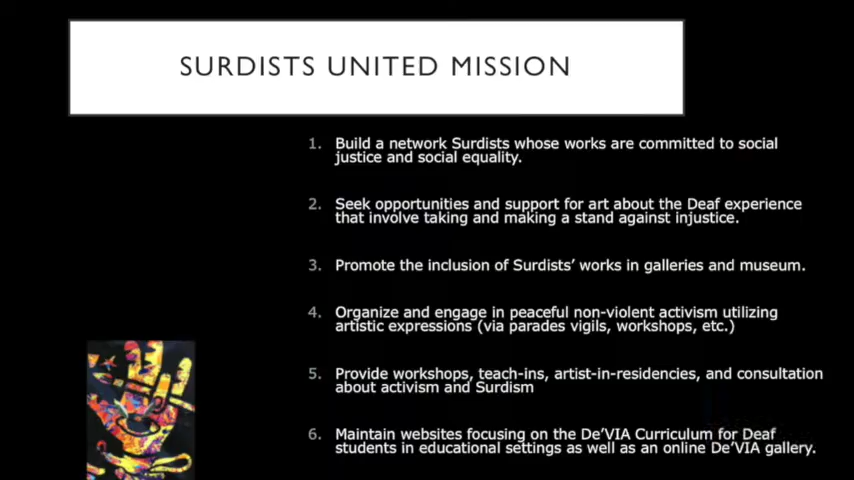 SURDISTS UNITED MISSION
1. Build a network Surdists whose works are committed to social
justice and social equality.
2. Seek opportunities and support for art about the Deaf experience
that involve taking and making a stand against injustice.
3. Promote the inclusion of Surdists’ works in galleries and museum.
4. Organize and engage in peaceful non-violent activism utilizing
artistic expressions (via parades vigils, workshops, etc.)
5. Provide workshops, teach-ins, artist-in-residencies, and consultation
about activism and Surdism
6. Maintain websites focusing on the De’VIA Curriculum for Deaf
students in educational settings as well as an online De’VIA gallery.